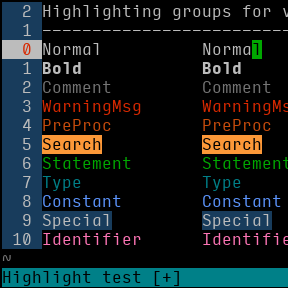 2 Highlighting groups for v
1 ---------------------------
0 Normal Normal
1 Bold Bold
2 Comment Comment
3 WarningMsg WarningMs
4 PreProc PreProc
5 Search Search
6 Statement Statement
7 Type Type
8 Constant Constant
9 Special Special
10 Identifier Identifie
~
Highlight test [+]